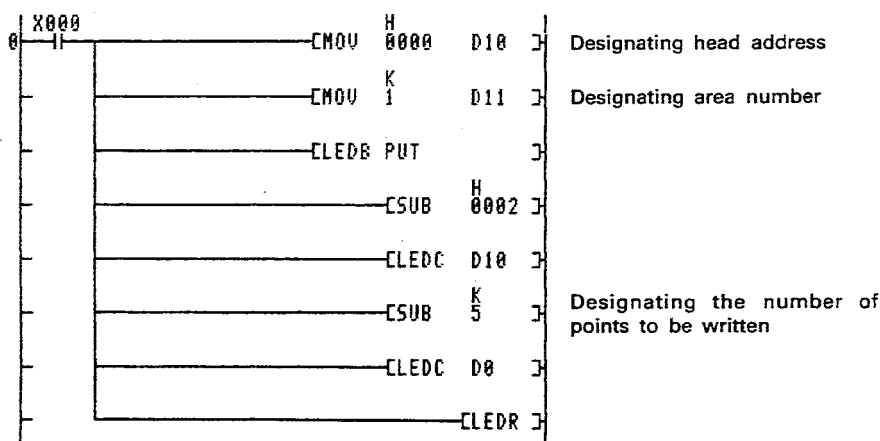 X000 H
0 [MOV 0000 D10 ] Designating head address
K
[MOV 1 D11 ] Designating area number
[LEDB PUT ]
H
[SUB 0002 ]
[LEDC D10 ]
K
[SUB 5 ] Designating the number of
points to be written
[LEDC D0 ]
[LEDR ]